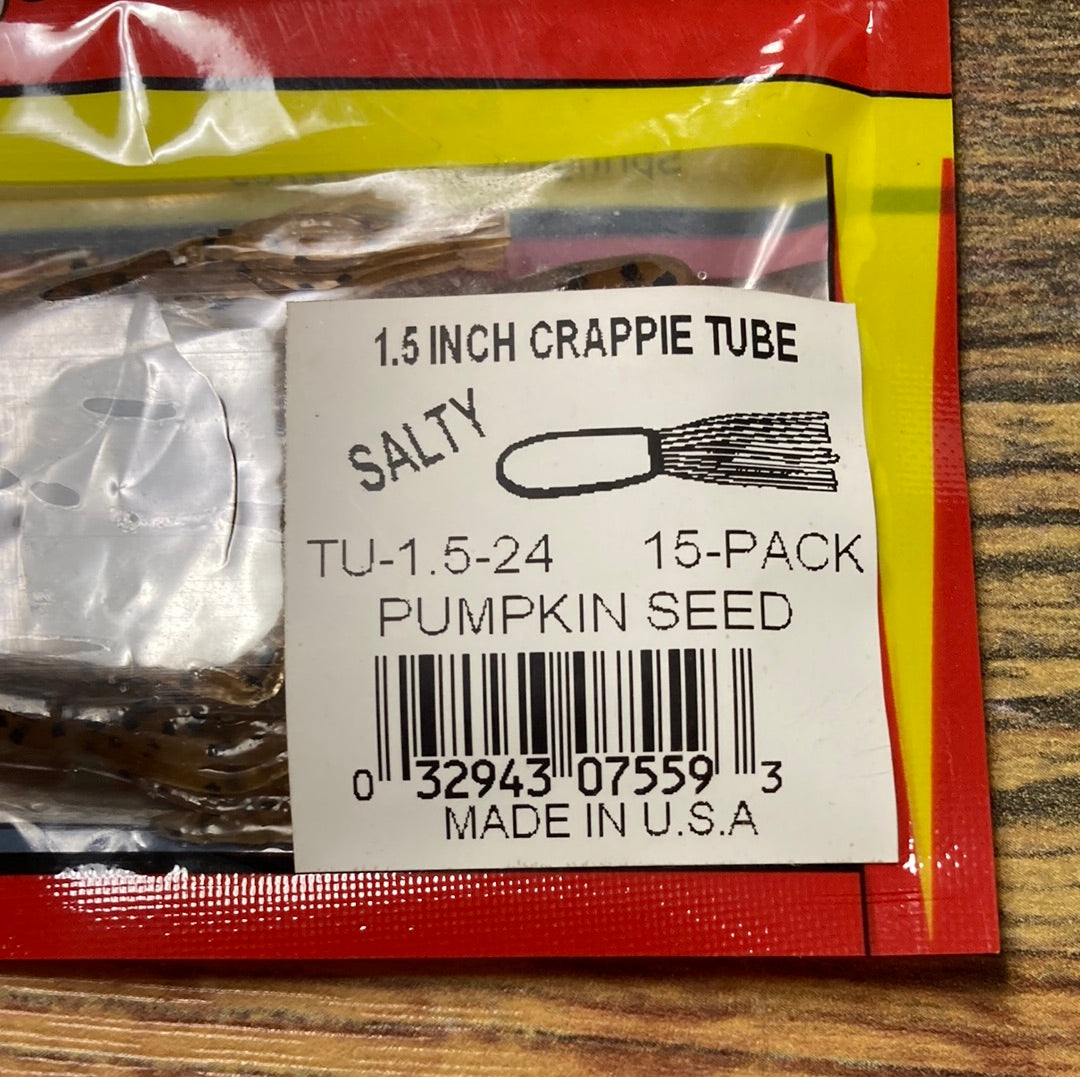 1.5 INCH CRAPPIE TUBE
SALTY
TU-1.5-24 15-PACK
PUMPKIN SEED
0 32943 07559 3
MADE IN U.S.A